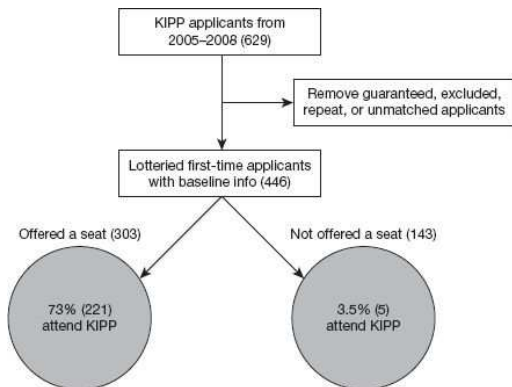 KIPP applicants from
2005–2008 (629)
Remove guaranteed, excluded,
repeat, or unmatched applicants
Lotteried first-time applicants
with baseline info (446)
Offered a seat (303)
Not offered a seat (143)
73% (221)
attend KIPP
3.5% (5)
attend KIPP